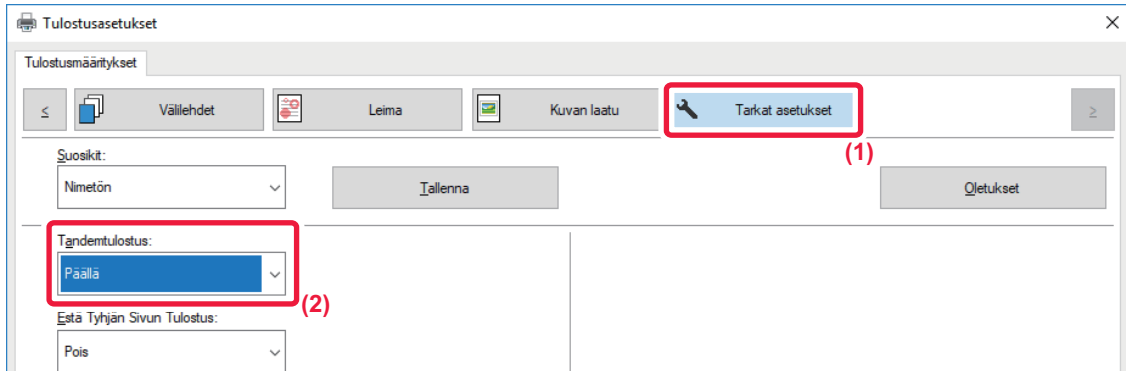 Tulostusasetukset
Tulostusmääritykset
< Välilehdet Leima Kuvan laatu Tarkat asetukset >
(1)
Suosikit:
Nimetön Tallenna Oletukset
Tandemtulostus:
Päällä
(2)
Estä Tyhjän Sivun Tulostus:
Pois